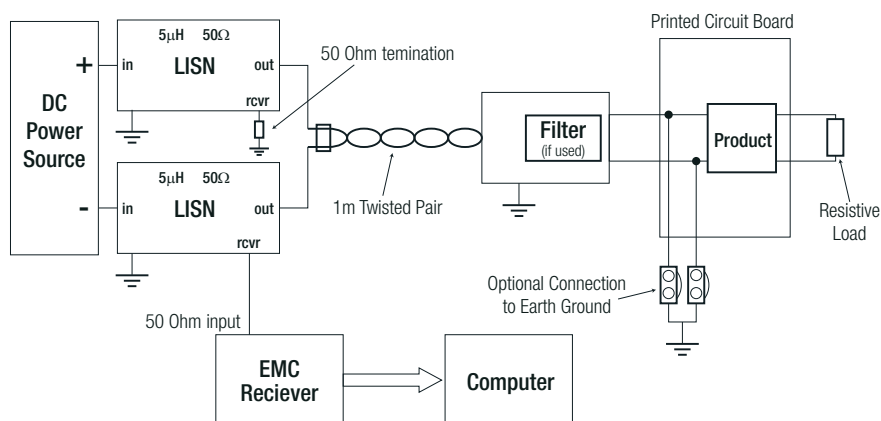 Printed Circuit Board
5μH 50Ω
LISN
in
out
rcvr
+
DC
Power
Source
-
50 Ohm temination
5μH 50Ω
LISN
in
out
rcvr
1m Twisted Pair
Filter
(if used)
Product
Resistive
Load
Optional Connection
to Earth Ground
50 Ohm input
EMC
Reciever
Computer